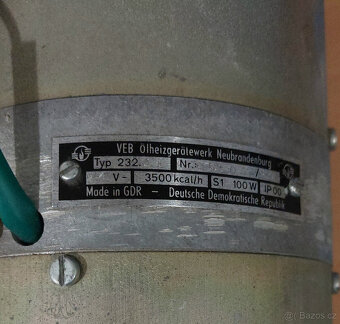 VEB Ölheizgerätewerk Neubrandenburg
Typ 232. Nr.:
V- 3500 kcal/h S1 100 W IP 00
Made in GDR - Deutsche Demokratische Republik
Bazos.cz